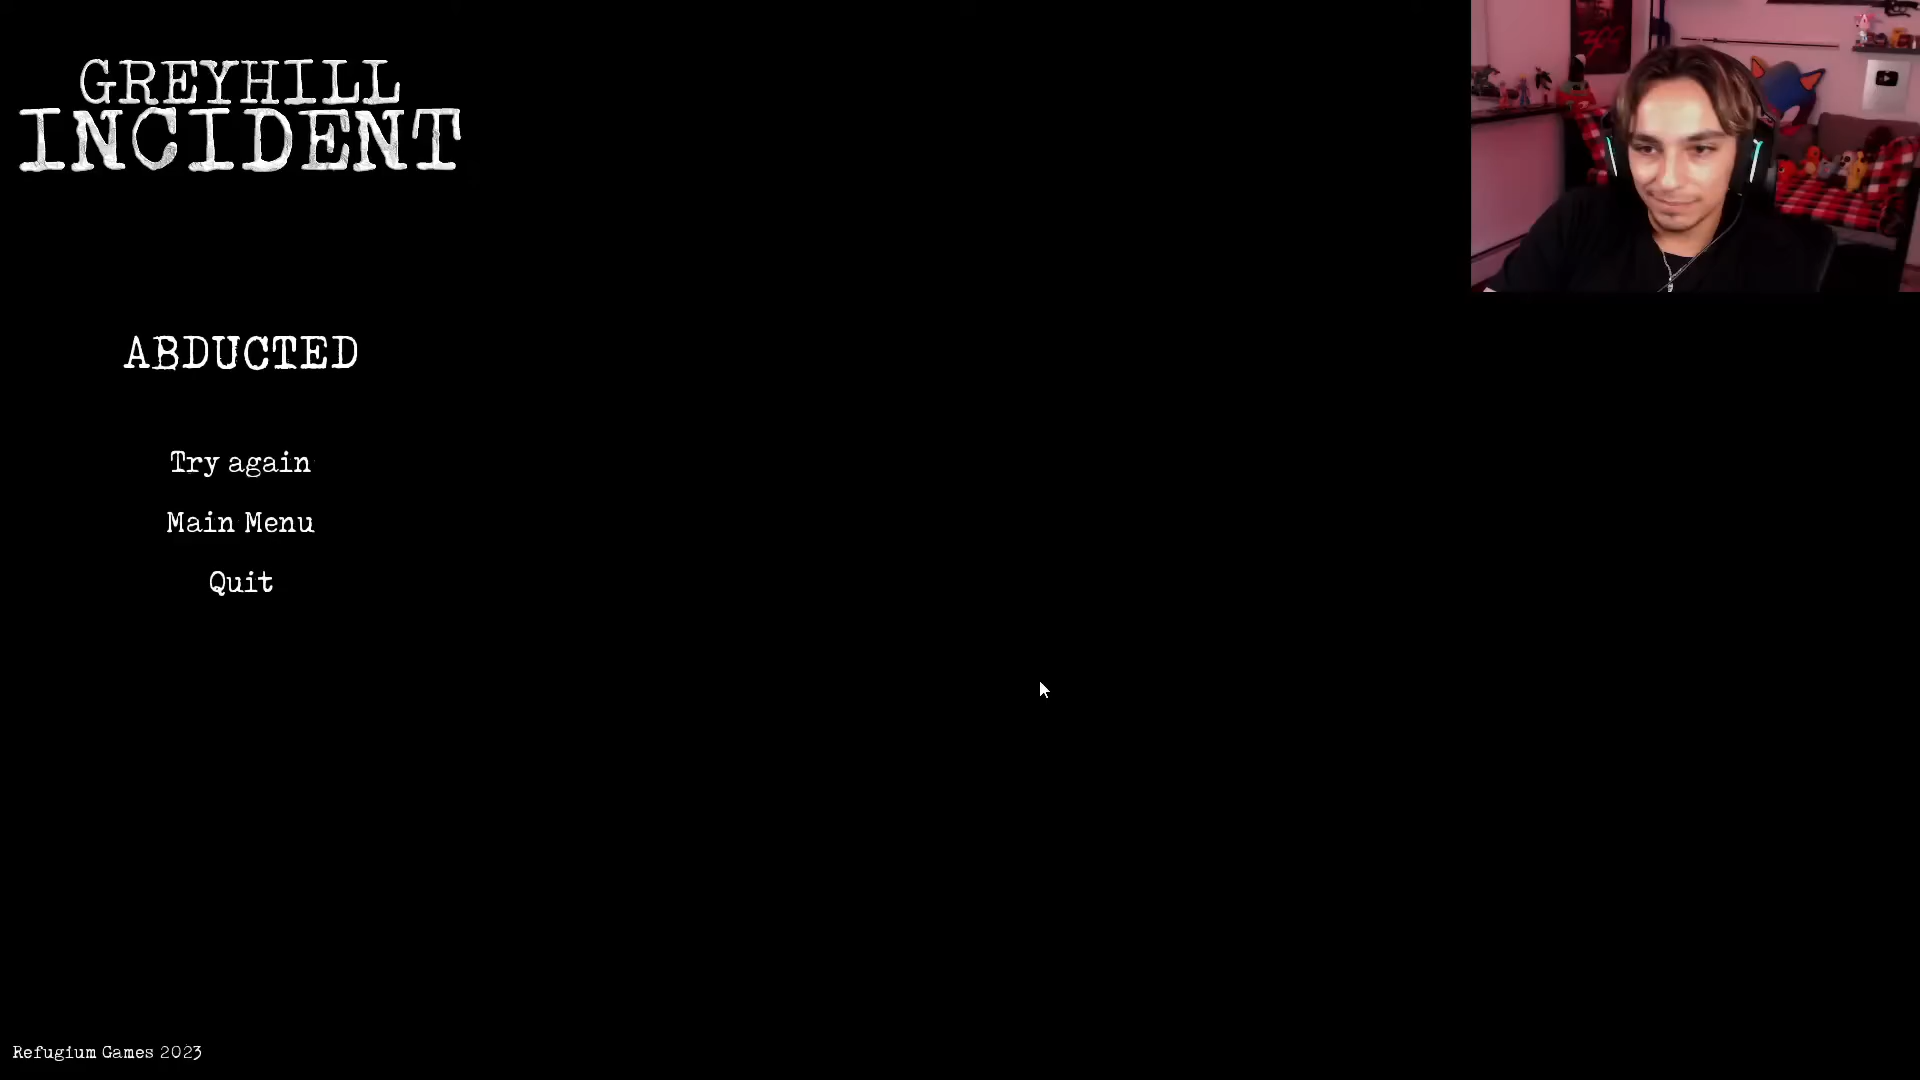 GREYHILL
INCIDENT
ABDUCTED
Try again
Main Menu
Quit
Refugium Games 2023